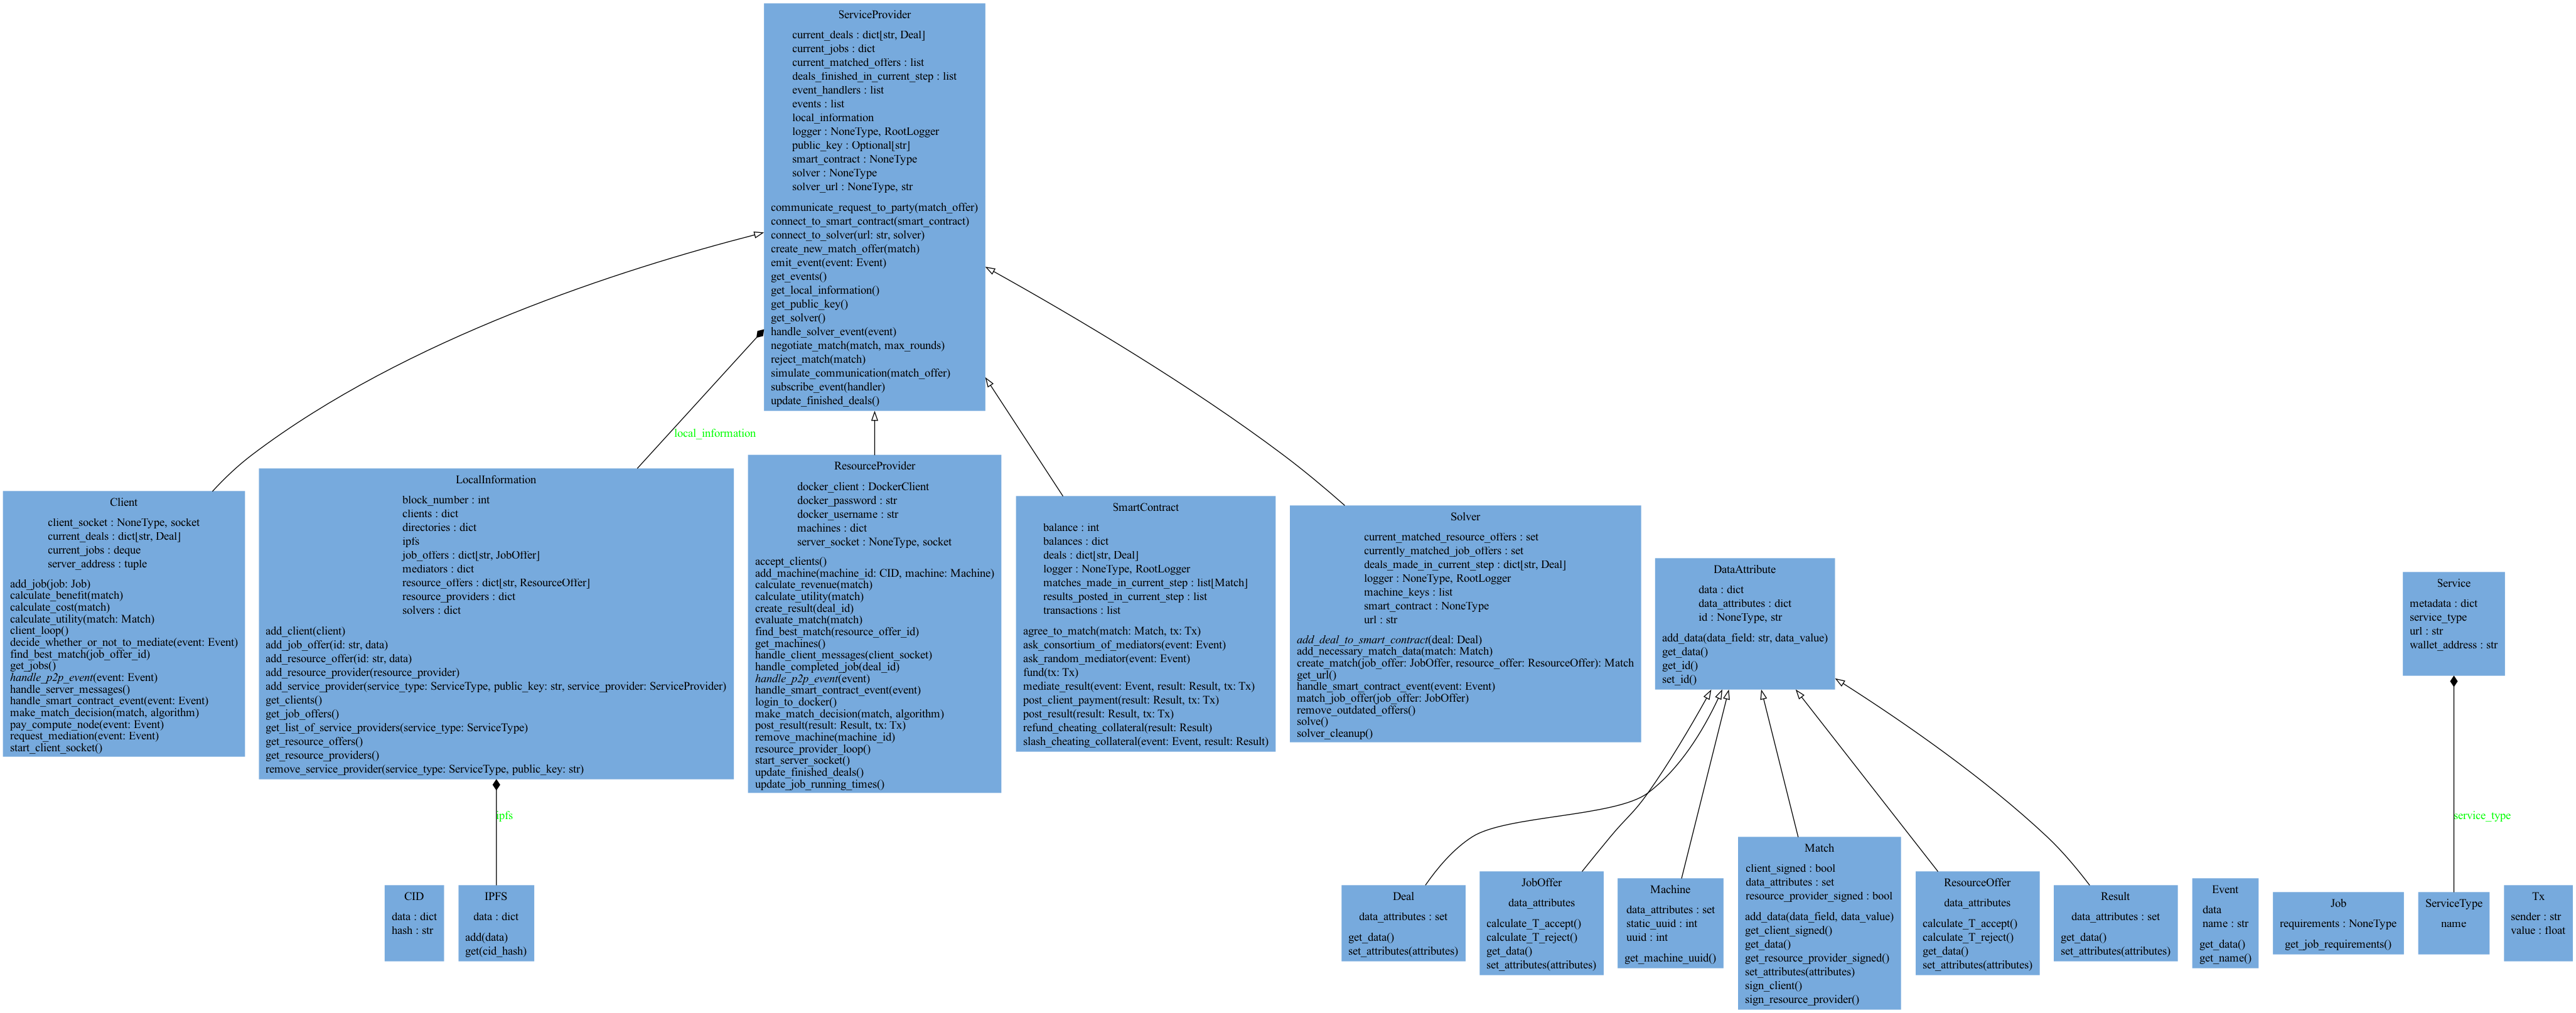 ServiceProvider
current_deals : dict[str, Deal]
current_jobs : dict
current_matched_offers : list
deals_finished_in_current_step : list
event_handlers : list
events : list
local_information
logger : NoneType, RootLogger
public_key : Optional[str]
smart_contract : NoneType
solver : NoneType
solver_url : NoneType, str
communicate_request_to_party(match_offer)
connect_to_smart_contract(smart_contract)
connect_to_solver(url: str, solver)
create_new_match_offer(match)
emit_event(event: Event)
get_events()
get_local_information()
get_public_key()
get_solver()
handle_solver_event(event)
negotiate_match(match, max_rounds)
reject_match(match)
simulate_communication(match_offer)
subscribe_event(handler)
update_finished_deals()
local_information
Client
client_socket : NoneType, socket
current_deals : dict[str, Deal]
current_jobs : deque
server_address : tuple
add_job(job: Job)
calculate_benefit(match)
calculate_cost(match)
calculate_utility(match: Match)
client_loop()
decide_whether_or_not_to_mediate(event: Event)
find_best_match(job_offer_id)
get_jobs()
handle_p2p_event(event: Event)
handle_server_messages()
handle_smart_contract_event(event: Event)
make_match_decision(match, algorithm)
pay_compute_node(event: Event)
request_mediation(event: Event)
start_client_socket()
LocalInformation
block_number : int
clients : dict
directories : dict
ipfs
job_offers : dict[str, JobOffer]
mediators : dict
resource_offers : dict[str, ResourceOffer]
resource_providers : dict
solvers : dict
add_client(client)
add_job_offer(id: str, data)
add_resource_offer(id: str, data)
add_resource_provider(resource_provider)
add_service_provider(service_type: ServiceType, public_key: str, service_provider: ServiceProvider)
get_clients()
get_job_offers()
get_list_of_service_providers(service_type: ServiceType)
get_resource_offers()
get_resource_providers()
remove_service_provider(service_type: ServiceType, public_key: str)
ResourceProvider
docker_client : DockerClient
docker_password : str
docker_username : str
machines : dict
server_socket : NoneType, socket
accept_clients()
add_machine(machine_id: CID, machine: Machine)
calculate_revenue(match)
calculate_utility(match)
create_result(deal_id)
evaluate_match(match)
find_best_match(resource_offer_id)
get_machines()
handle_client_messages(client_socket)
handle_completed_job(deal_id)
handle_p2p_event(event)
handle_smart_contract_event(event)
login_to_docker()
make_match_decision(match, algorithm)
post_result(result: Result, tx: Tx)
remove_machine(machine_id)
resource_provider_loop()
start_server_socket()
update_finished_deals()
update_job_running_times()
SmartContract
balance : int
balances : dict
deals : dict[str, Deal]
logger : NoneType, RootLogger
matches_made_in_current_step : list[Match]
results_posted_in_current_step : list
transactions : list
agree_to_match(match: Match, tx: Tx)
ask_consortium_of_mediators(event: Event)
ask_random_mediator(event: Event)
fund(tx: Tx)
mediate_result(event: Event, result: Result, tx: Tx)
post_client_payment(result: Result, tx: Tx)
post_result(result: Result, tx: Tx)
refund_cheating_collateral(result: Result)
slash_cheating_collateral(event: Event, result: Result)
Solver
current_matched_resource_offers : set
currently_matched_job_offers : set
deals_made_in_current_step : dict[str, Deal]
logger : NoneType, RootLogger
machine_keys : list
smart_contract : NoneType
url : str
add_deal_to_smart_contract(deal: Deal)
add_necessary_match_data(match: Match)
create_match(job_offer: JobOffer, resource_offer: ResourceOffer): Match
get_url()
handle_smart_contract_event(event: Event)
match_job_offer(job_offer: JobOffer)
remove_outdated_offers()
solve()
solver_cleanup()
DataAttribute
data : dict
data_attributes : dict
id : NoneType, str
add_data(data_field: str, data_value)
get_data()
get_id()
set_id()
Service
metadata : dict
service_type
url : str
wallet_address : str
ipfs
service_type
CID
data : dict
hash : str
IPFS
data : dict
add(data)
get(cid_hash)
Deal
data_attributes : set
get_data()
set_attributes(attributes)
JobOffer
data_attributes
calculate_T_accept()
calculate_T_reject()
get_data()
set_attributes(attributes)
Machine
data_attributes : set
static_uuid : int
uuid : int
get_machine_uuid()
Match
client_signed : bool
data_attributes : set
resource_provider_signed : bool
add_data(data_field, data_value)
get_client_signed()
get_data()
get_resource_provider_signed()
set_attributes(attributes)
sign_client()
sign_resource_provider()
ResourceOffer
data_attributes
calculate_T_accept()
calculate_T_reject()
get_data()
set_attributes(attributes)
Result
data_attributes : set
get_data()
set_attributes(attributes)
Event
data
name : str
get_data()
get_name()
Job
requirements : NoneType
get_job_requirements()
ServiceType
name
Tx
sender : str
value : float